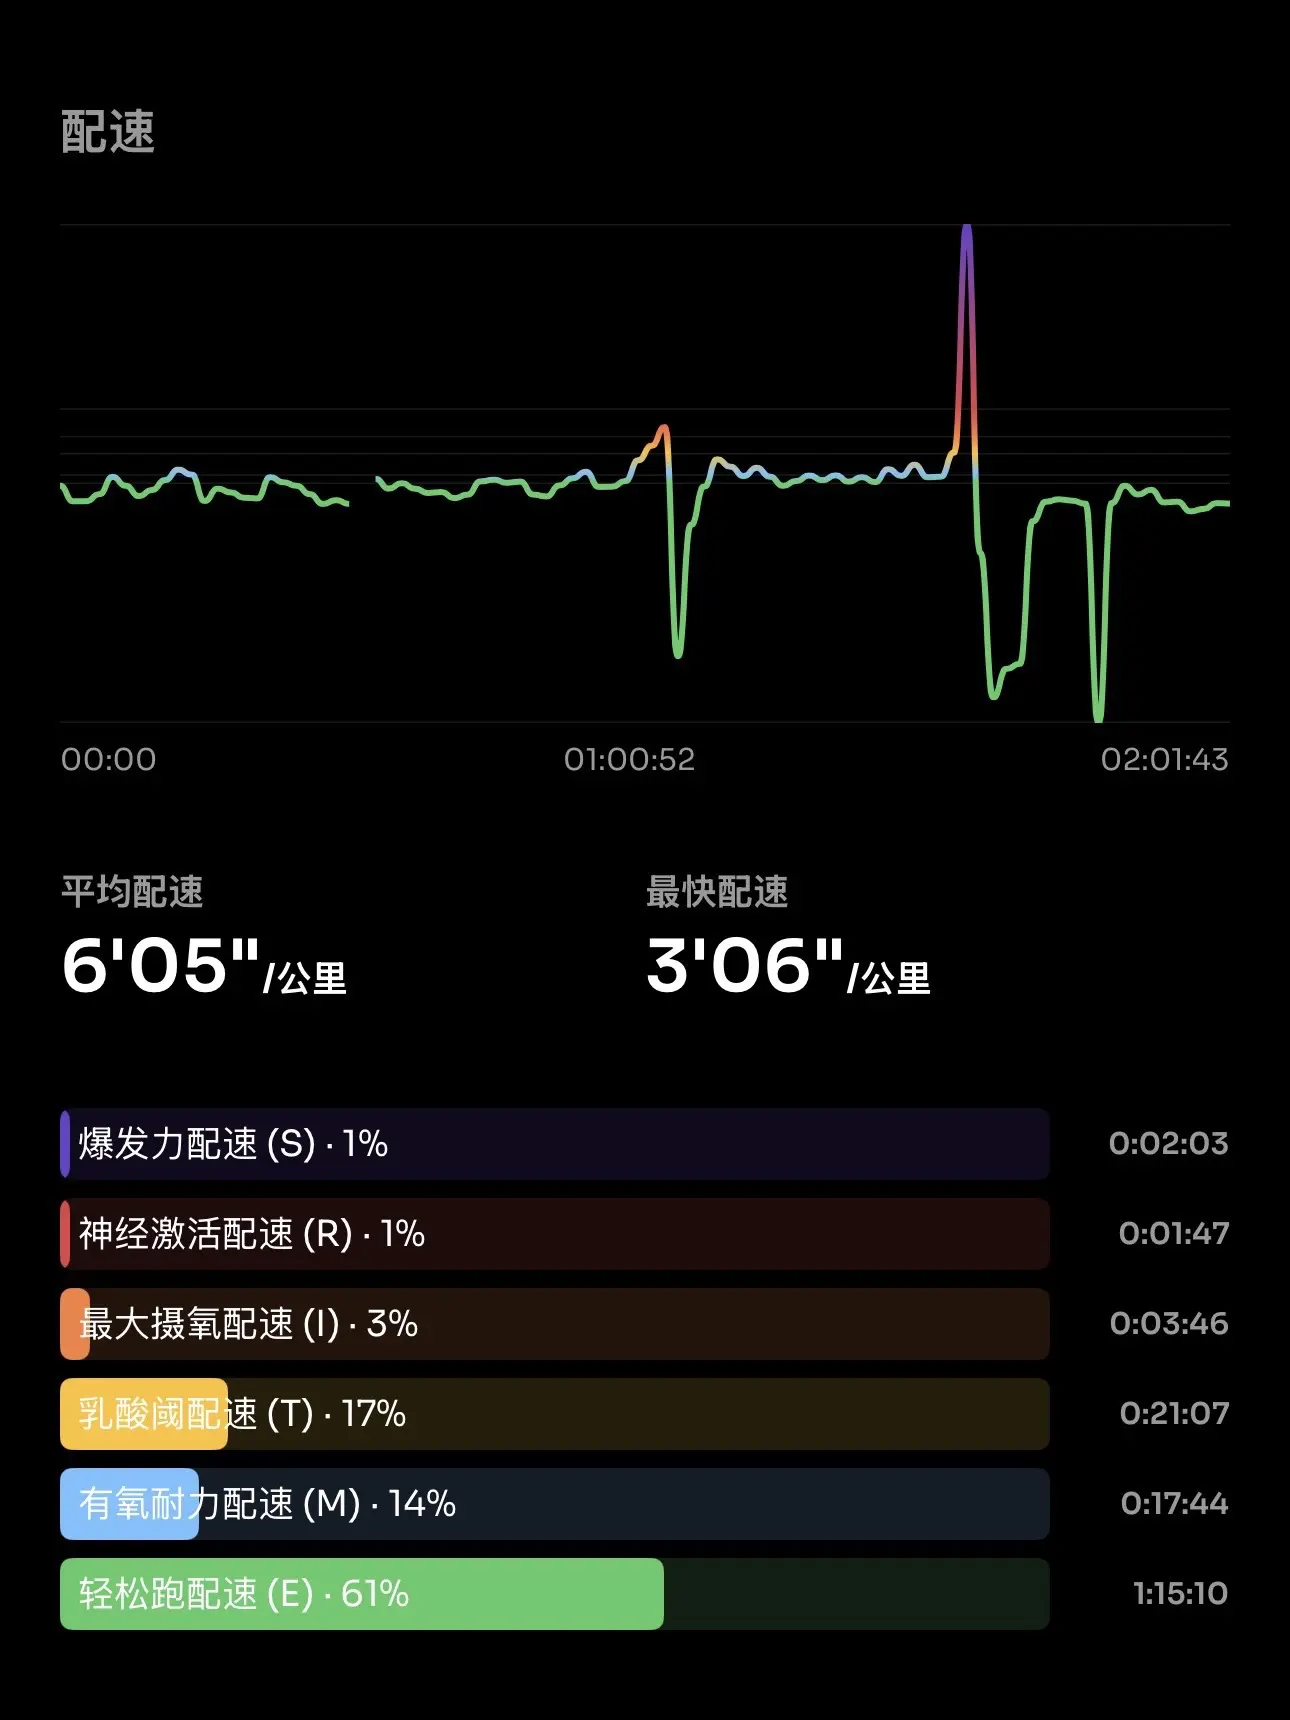 配速
00:00 01:00:52 02:01:43
平均配速 最快配速
6'05"/公里 3'06"/公里
爆发力配速 (S) · 1% 0:02:03
神经激活配速 (R) · 1% 0:01:47
最大摄氧配速 (I) · 3% 0:03:46
乳酸阈配速 (T) · 17% 0:21:07
有氧耐力配速 (M) · 14% 0:17:44
轻松跑配速 (E) · 61% 1:15:10